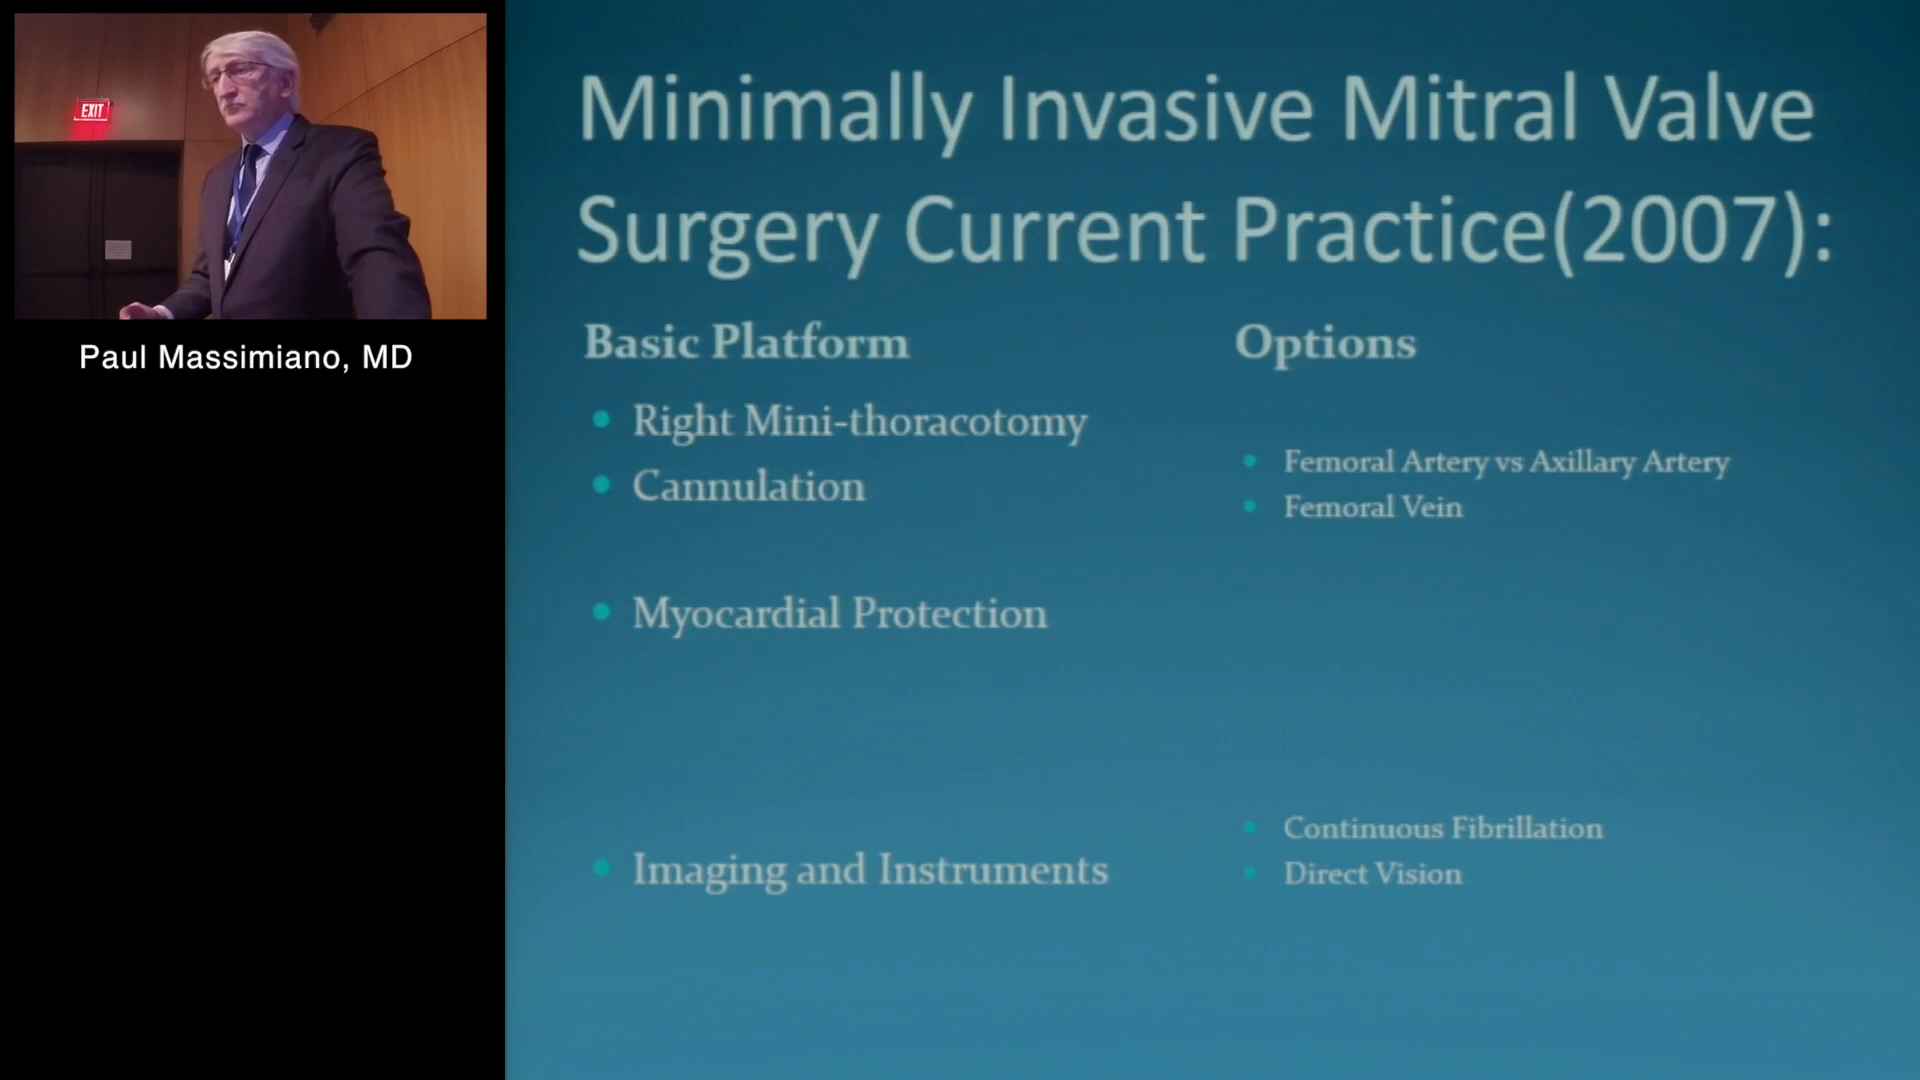 EXIT
Paul Massimiano, MD
Minimally Invasive Mitral Valve
Surgery Current Practice(2007):
Basic Platform
• Right Mini-thoracotomy
• Cannulation
• Myocardial Protection
• Imaging and Instruments
Options
• Femoral Artery vs Axillary Artery
• Femoral Vein
• Continuous Fibrillation
• Direct Vision